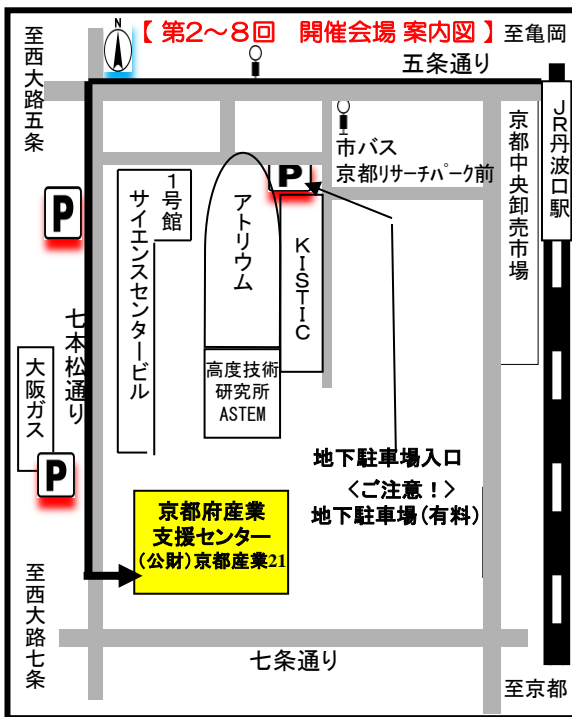 N
【 第2～8回　開催会場 案内図 】
至亀岡
至西大路五条
五条通り
JR丹波口駅
京都中央卸売市場
市バス
京都リサーチパーク前
P
P
1号館
サイエンスセンタービル
アトリウム
KISTIC
七本松通り
大阪ガス
P
高度技術
研究所
ASTEM
地下駐車場入口
＜ご注意！＞
地下駐車場(有料)
京都府産業
支援センター
(公財)京都産業21
至西大路七条
七条通り
至京都